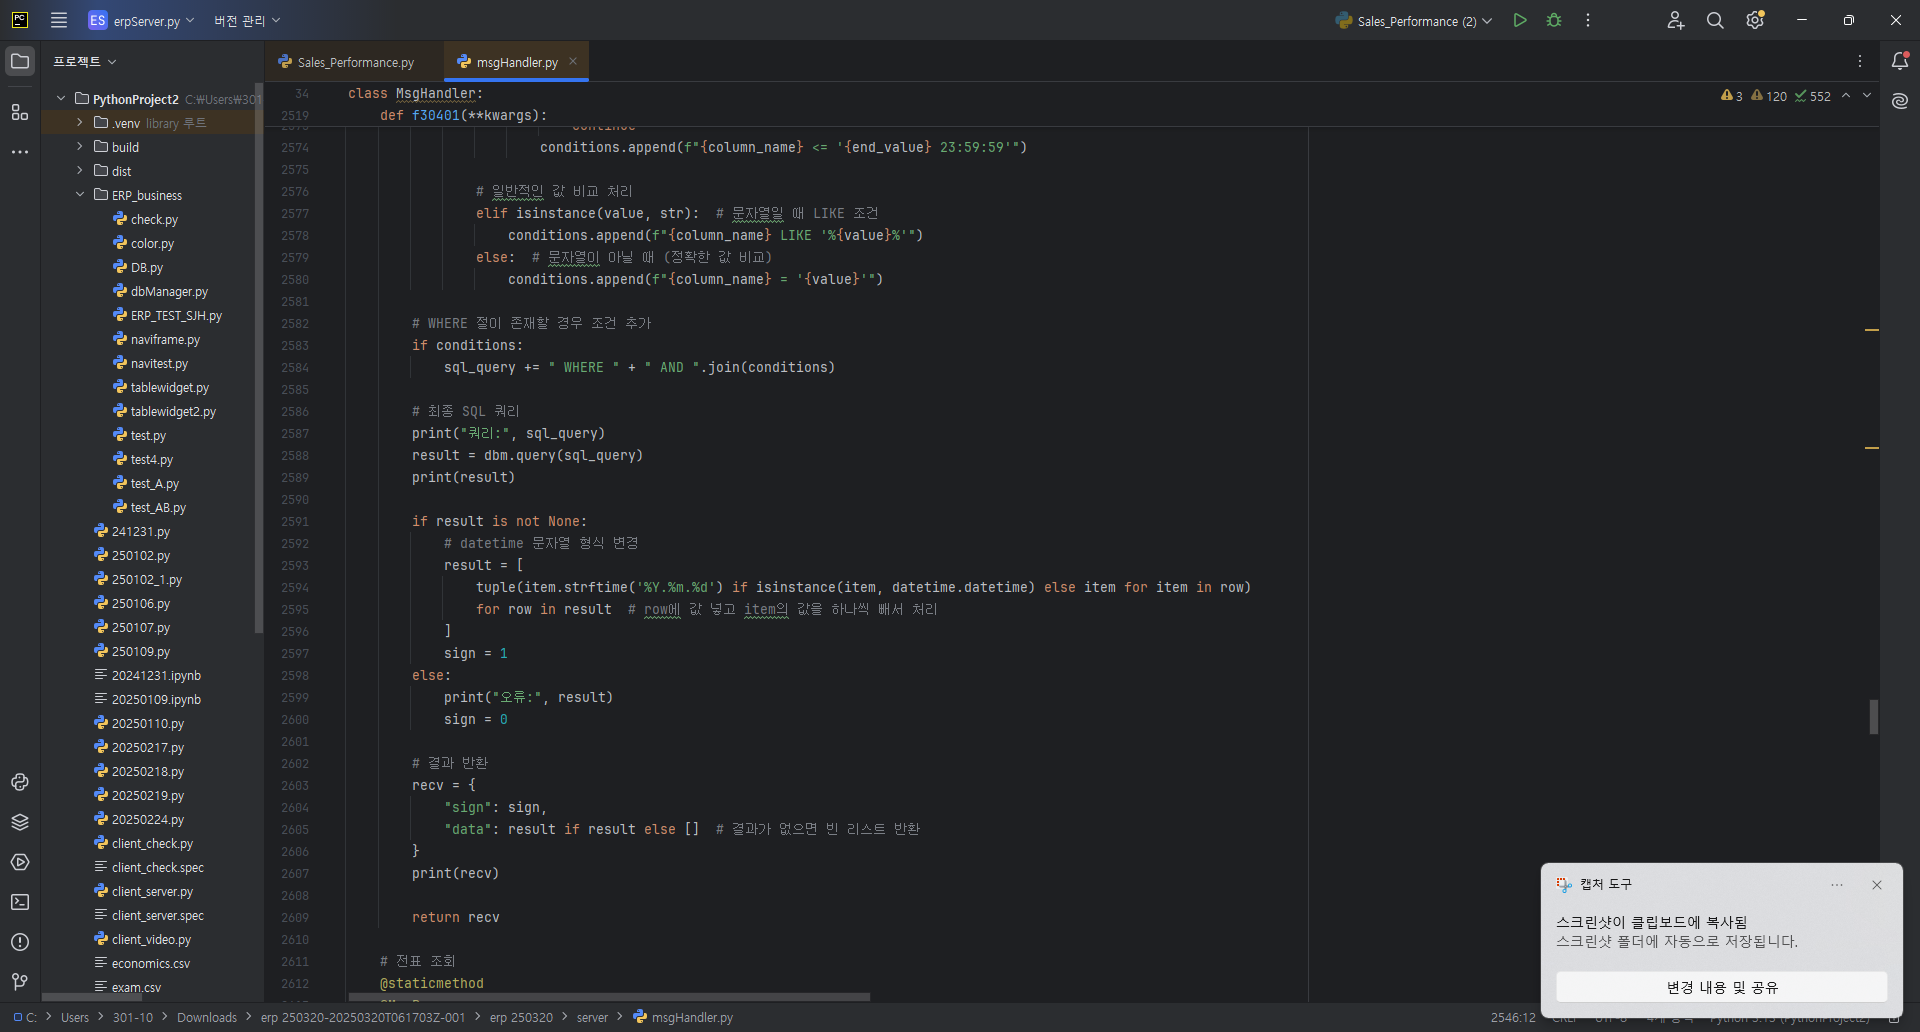 PC
ES erpServer.py 버전 관리
Sales_Performance (2)
프로젝트
PythonProject2 C:₩Users₩301
.venv library 루트
build
dist
ERP_business
check.py
color.py
DB.py
dbManager.py
ERP_TEST_SJH.py
naviframe.py
navitest.py
tablewidget.py
tablewidget2.py
test.py
test4.py
test_A.py
test_AB.py
241231.py
250102.py
250102_1.py
250106.py
250107.py
250109.py
20241231.ipynb
20250109.ipynb
20250110.py
20250217.py
20250218.py
20250219.py
20250224.py
client_check.py
client_check.spec
client_server.py
client_server.spec
client_video.py
economics.csv
exam.csv
Sales_Performance.py
msgHandler.py
3 120 552
34 class MsgHandler:
2519 def f30401(**kwargs):
continue
2574 conditions.append(f"{column_name} <= '{end_value} 23:59:59'")
2575
2576 # 일반적인 값 비교 처리
2577 elif isinstance(value, str):  # 문자열일 때 LIKE 조건
2578 conditions.append(f"{column_name} LIKE '%{value}%'")
2579 else:  # 문자열이 아닐 때 (정확한 값 비교)
2580 conditions.append(f"{column_name} = '{value}'")
2581
2582 # WHERE 절이 존재할 경우 조건 추가
2583 if conditions:
2584 sql_query += " WHERE " + " AND ".join(conditions)
2585
2586 # 최종 SQL 쿼리
2587 print("쿼리:", sql_query)
2588 result = dbm.query(sql_query)
2589 print(result)
2590
2591 if result is not None:
2592 # datetime 문자열 형식 변경
2593 result = [
2594 tuple(item.strftime('%Y.%m.%d') if isinstance(item, datetime.datetime) else item for item in row)
2595 for row in result  # row에 값 넣고 item의 값을 하나씩 빼서 처리
2596 ]
2597 sign = 1
2598 else:
2599 print("오류:", result)
2600 sign = 0
2601
2602 # 결과 반환
2603 recv = {
2604 "sign": sign,
2605 "data": result if result else []  # 결과가 없으면 빈 리스트 반환
2606 }
2607 print(recv)
2608
2609 return recv
2610
2611 # 전표 조회
2612 @staticmethod
캡처 도구
스크린샷이 클립보드에 복사됨
스크린샷 폴더에 자동으로 저장됩니다.
변경 내용 및 공유
C: > Users > 301-10 > Downloads > erp 250320-20250320T061703Z-001 > erp 250320 > server > msgHandler.py
2546:12